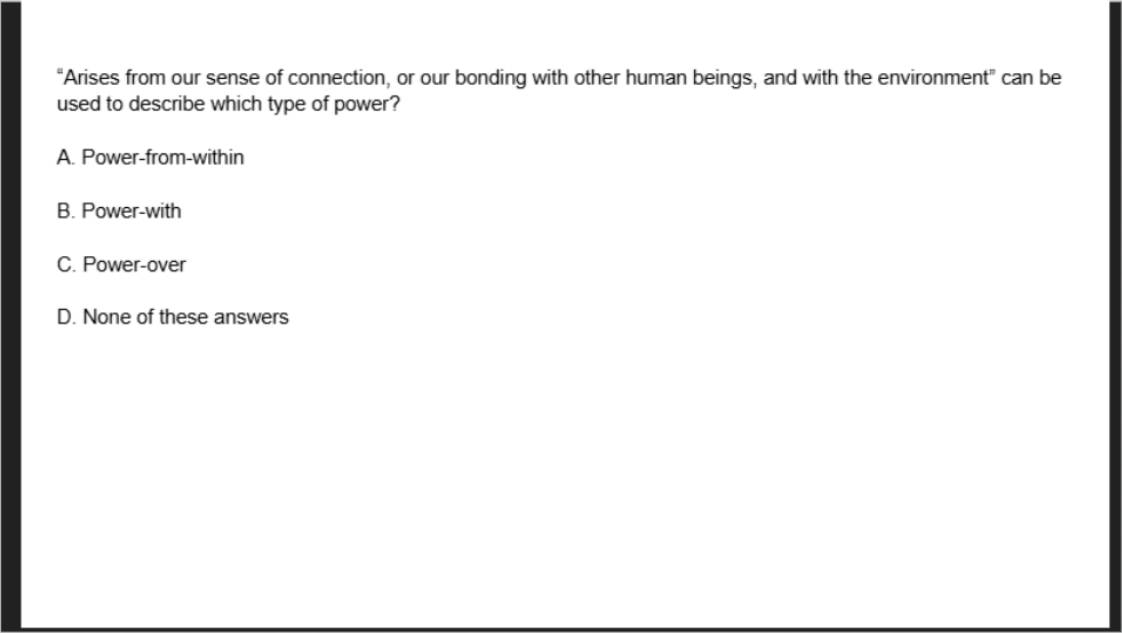 “Arises from our sense of connection, or our bonding with other human beings, and with the environment” can be
used to describe which type of power?
A. Power-from-within
B. Power-with
C. Power-over
D. None of these answers